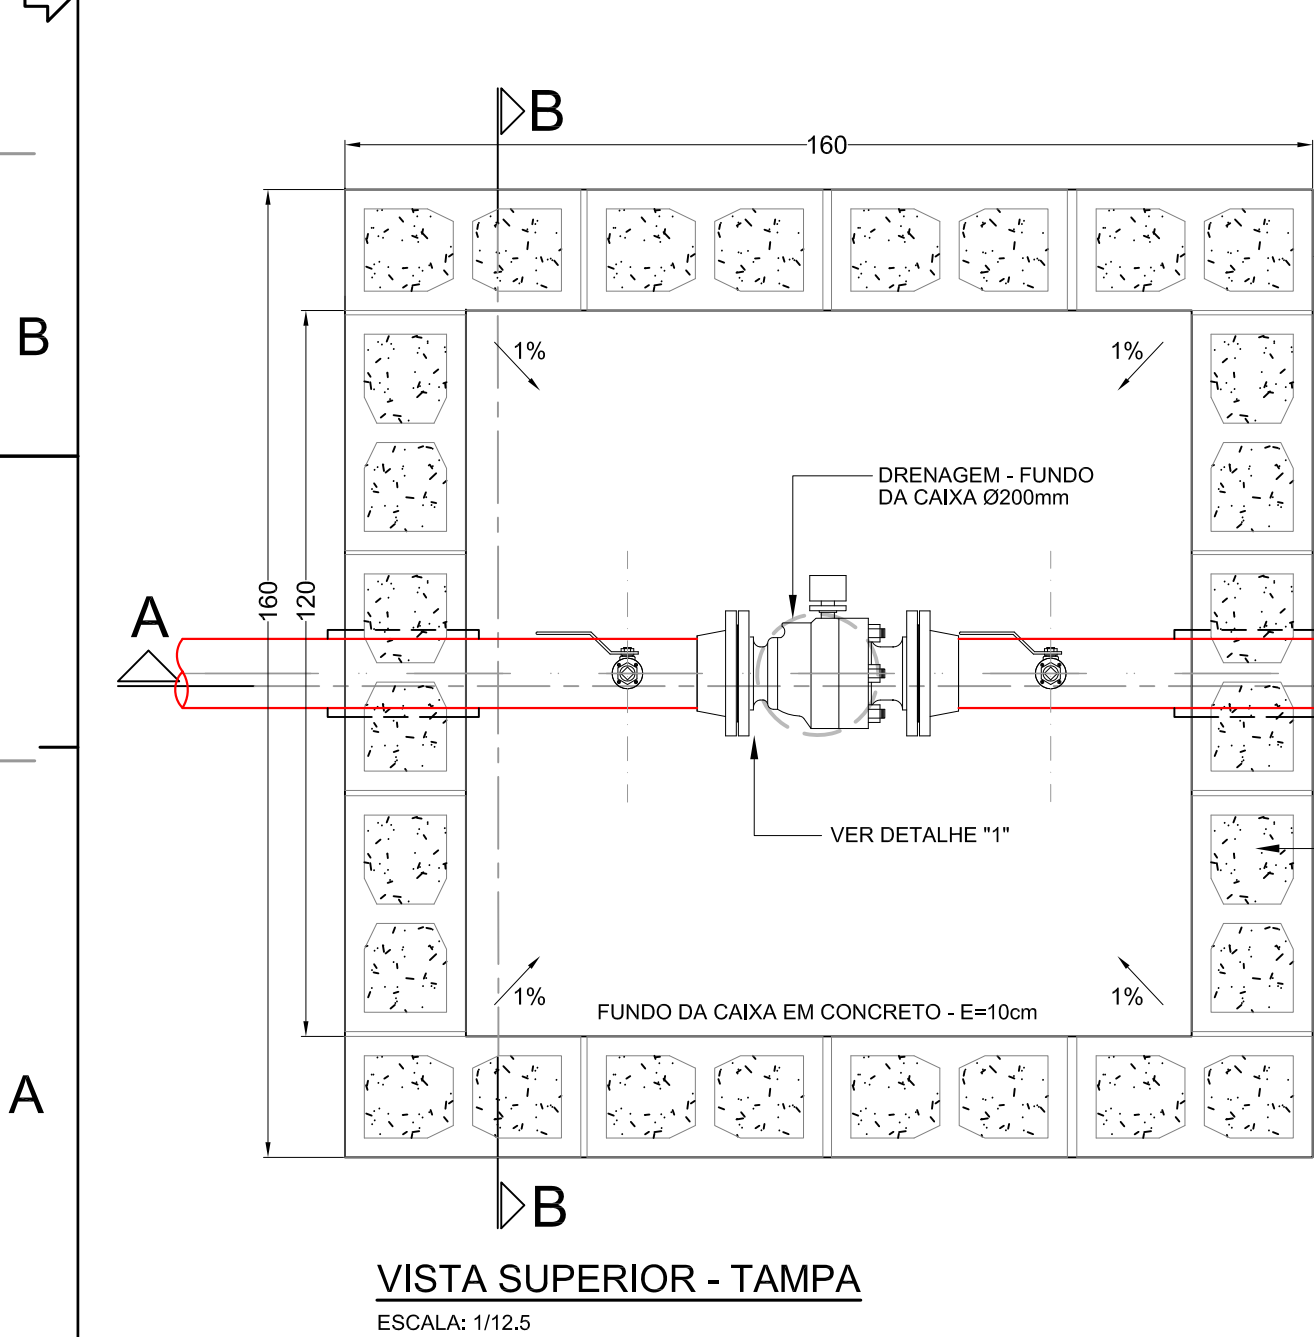 B
160
B
1%
1%
DRENAGEM - FUNDO
DA CAIXA Ø200mm
160
120
A
VER DETALHE "1"
1%
1%
FUNDO DA CAIXA EM CONCRETO - E=10cm
A
B
VISTA SUPERIOR - TAMPA
ESCALA: 1/12.5